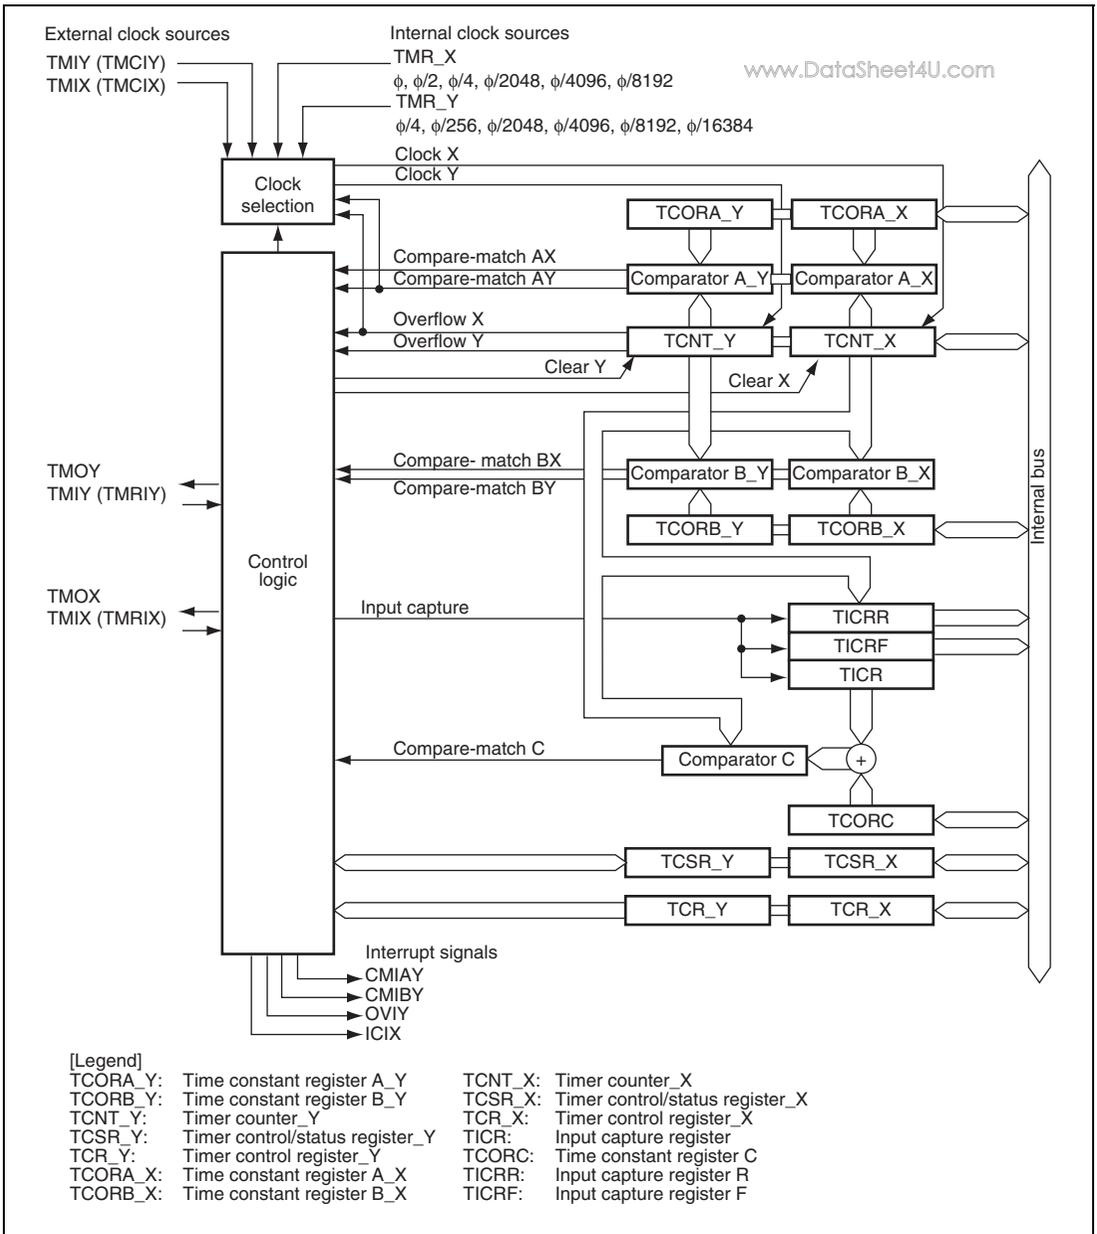 External clock sources
Internal clock sources
TMIY (TMCIY)
TMIX (TMCIX)
TMR_X
ϕ, ϕ/2, ϕ/4, ϕ/2048, ϕ/4096, ϕ/8192
TMR_Y
ϕ/4, ϕ/256, ϕ/2048, ϕ/4096, ϕ/8192, ϕ/16384
www.DataSheet4U.com
Clock X
Clock Y
Clock
selection
TCORA_Y
TCORA_X
Compare-match AX
Compare-match AY
Comparator A_Y
Comparator A_X
Overflow X
Overflow Y
TCNT_Y
TCNT_X
Clear Y
Clear X
TMOY
TMIY (TMRIY)
Compare- match BX
Compare-match BY
Comparator B_Y
Comparator B_X
TCORB_Y
TCORB_X
Internal bus
Control
logic
TMOX
TMIX (TMRIX)
Input capture
TICRR
TICRF
TICR
Compare-match C
Comparator C
+
TCORC
TCSR_Y
TCSR_X
TCR_Y
TCR_X
Interrupt signals
CMIAY
CMIBY
OVIY
ICIX
[Legend]
TCORA_Y: Time constant register A_Y
TCORB_Y: Time constant register B_Y
TCNT_Y: Timer counter_Y
TCSR_Y: Timer control/status register_Y
TCR_Y: Timer control register_Y
TCORA_X: Time constant register A_X
TCORB_X: Time constant register B_X
TCNT_X: Timer counter_X
TCSR_X: Timer control/status register_X
TCR_X: Timer control register_X
TICR: Input capture register
TCORC: Time constant register C
TICRR: Input capture register R
TICRF: Input capture register F